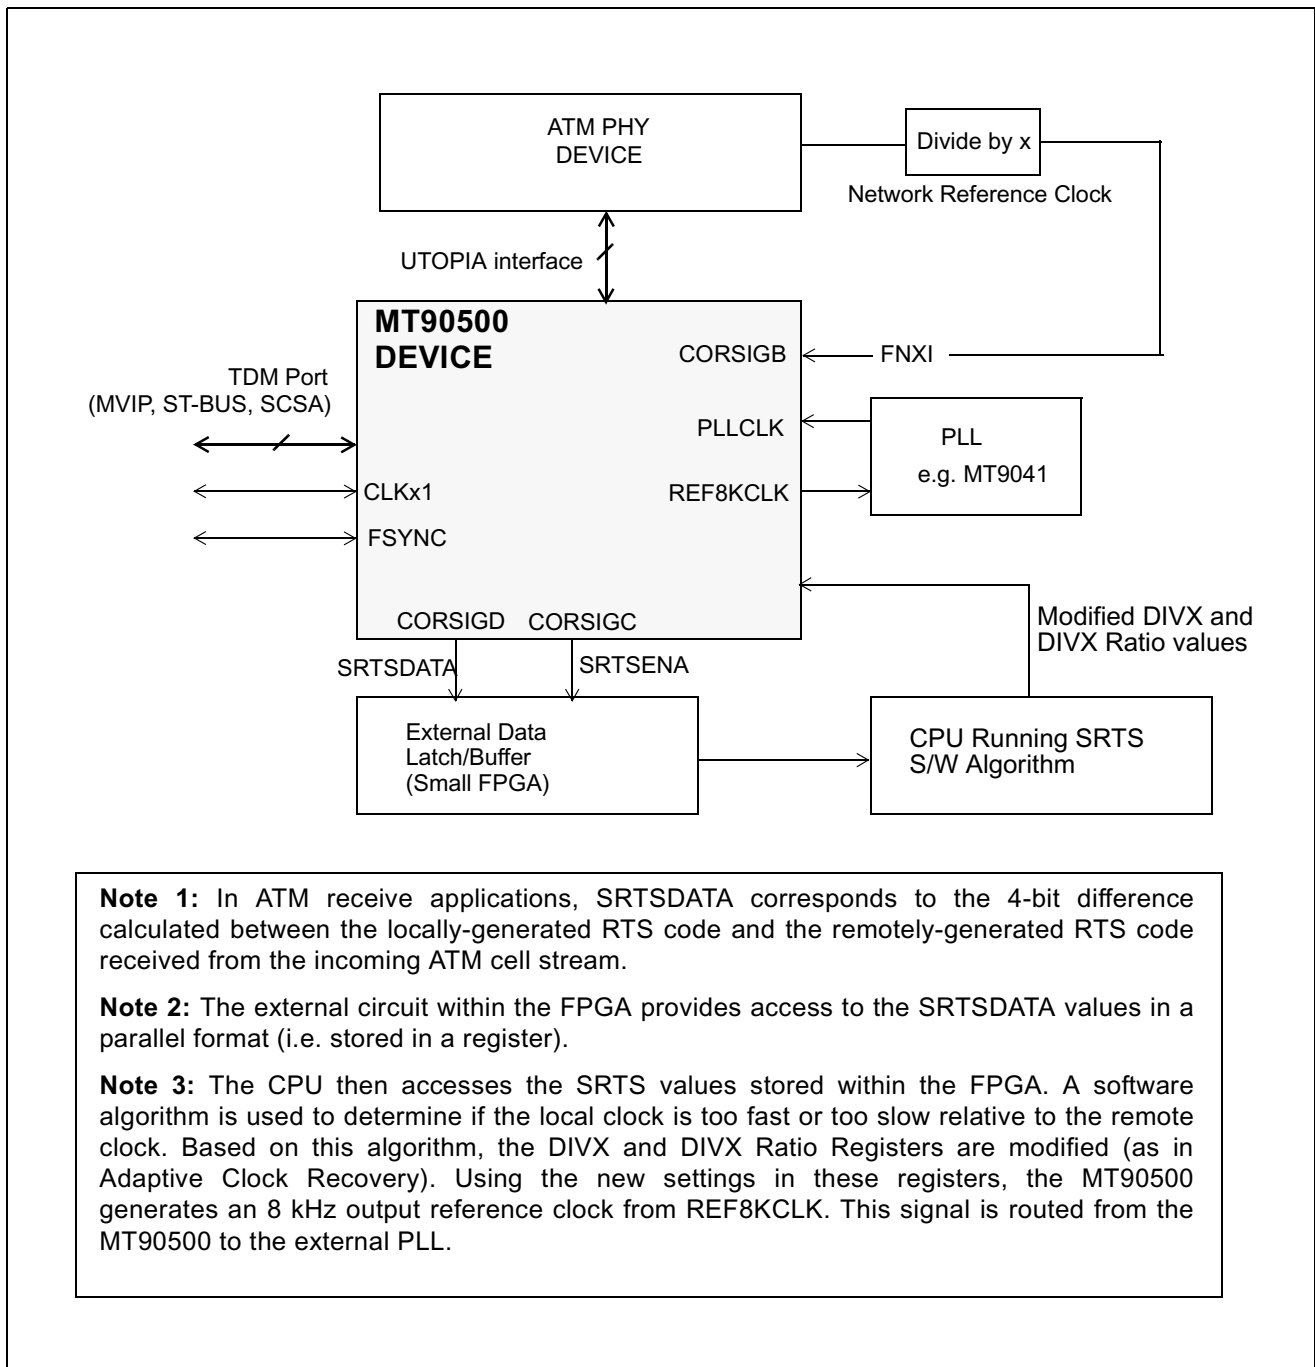 ATM PHY
DEVICE
Divide by x
Network Reference Clock
UTOPIA interface
MT90500
DEVICE
CORSIGB
FNXI
TDM Port
(MVIP, ST-BUS, SCSA)
PLLCLK
PLL
e.g. MT9041
CLKx1
REF8KCLK
FSYNC
CORSIGD
CORSIGC
Modified DIVX and
DIVX Ratio values
SRTSDATA
SRTSENA
External Data
Latch/Buffer
(Small FPGA)
CPU Running SRTS
S/W Algorithm
Note 1: In ATM receive applications, SRTSDATA corresponds to the 4-bit difference
calculated between the locally-generated RTS code and the remotely-generated RTS code
received from the incoming ATM cell stream.
Note 2: The external circuit within the FPGA provides access to the SRTSDATA values in a
parallel format (i.e. stored in a register).
Note 3: The CPU then accesses the SRTS values stored within the FPGA. A software
algorithm is used to determine if the local clock is too fast or too slow relative to the remote
clock. Based on this algorithm, the DIVX and DIVX Ratio Registers are modified (as in
Adaptive Clock Recovery). Using the new settings in these registers, the MT90500
generates an 8 kHz output reference clock from REF8KCLK. This signal is routed from the
MT90500 to the external PLL.